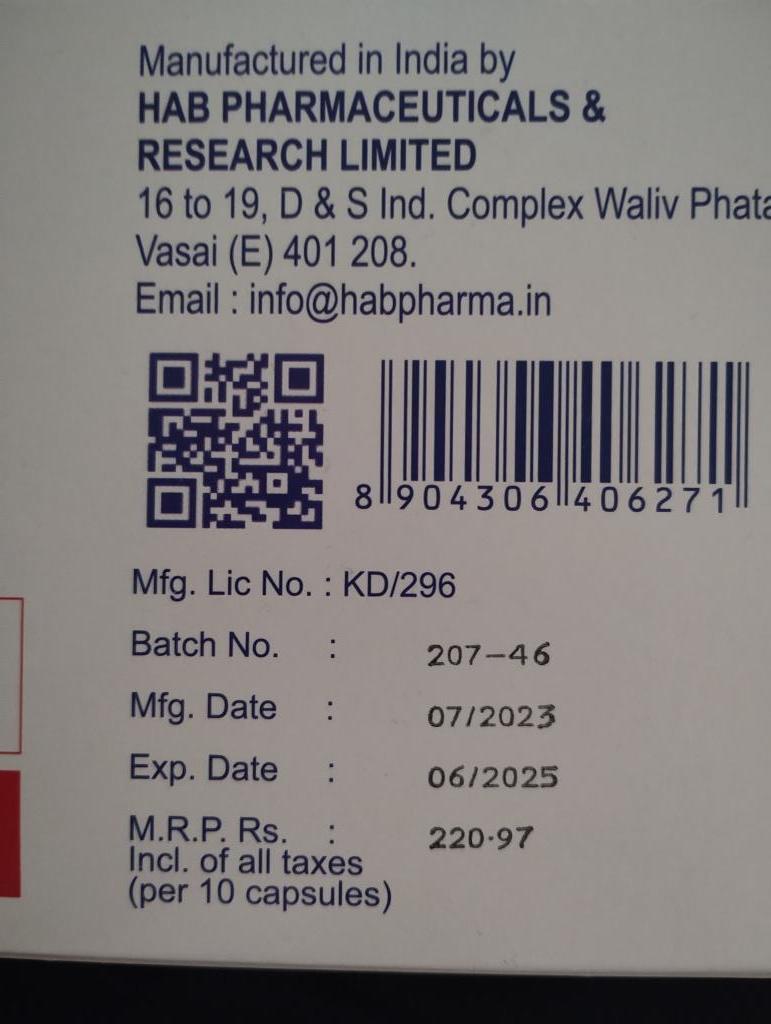 Manufactured in India by
HAB PHARMACEUTICALS &
RESEARCH LIMITED
16 to 19, D & S Ind. Complex Waliv Phata
Vasai (E) 401 208.
Email : info@habpharma.in
8 904306 406271
Mfg. Lic No. : KD/296
Batch No. : 207-46
Mfg. Date : 07/2023
Exp. Date : 06/2025
M.R.P. Rs. : 220·97
Incl. of all taxes
(per 10 capsules)